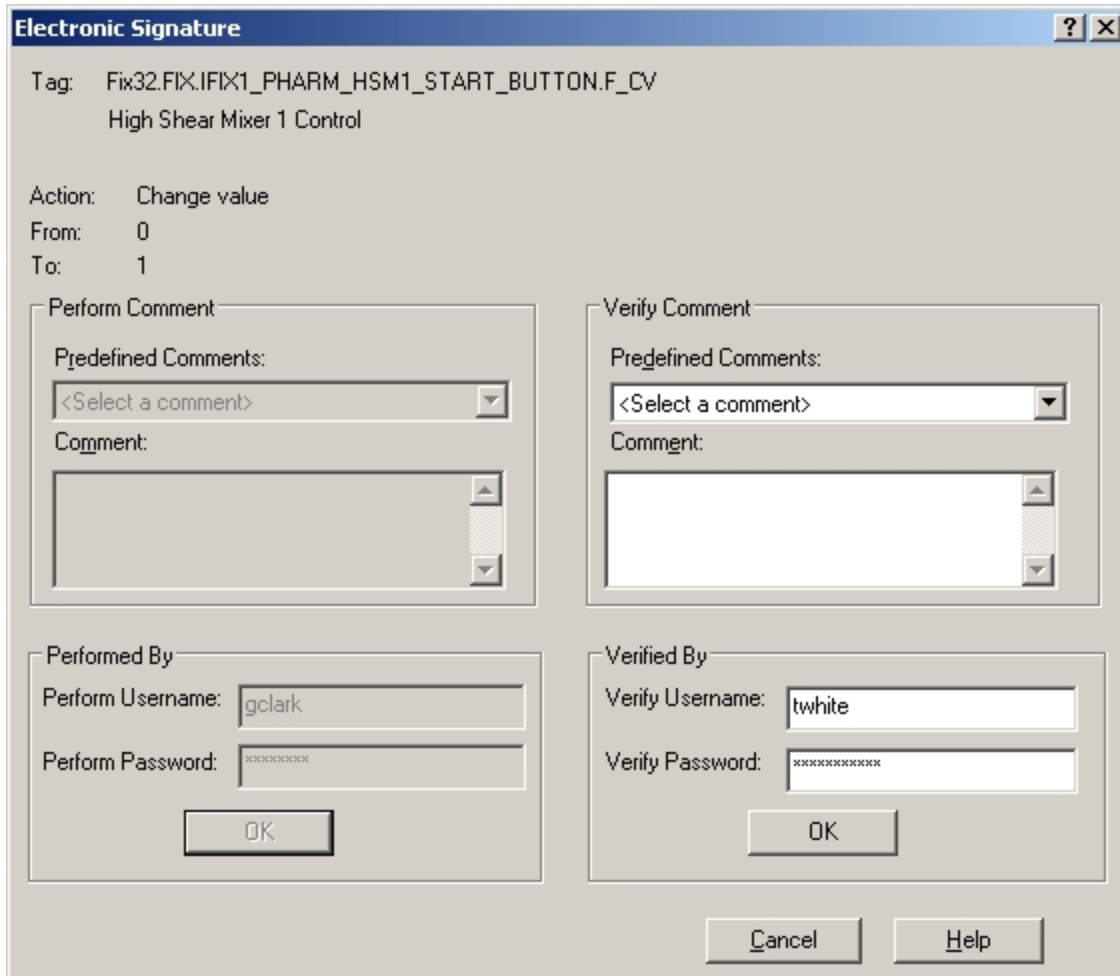 Electronic Signature
Tag: Fix32.FIX.IFIX1_PHARM_HSM1_START_BUTTON.F_CV
High Shear Mixer 1 Control
Action: Change value
From: 0
To: 1
Perform Comment
Predefined Comments:
<Select a comment>
Comment:
Verify Comment
Predefined Comments:
<Select a comment>
Comment:
Performed By
Perform Username: gclark
Perform Password: ××××××××
OK
Verified By
Verify Username: twhite
Verify Password: ×××××××××××
OK
Cancel
Help